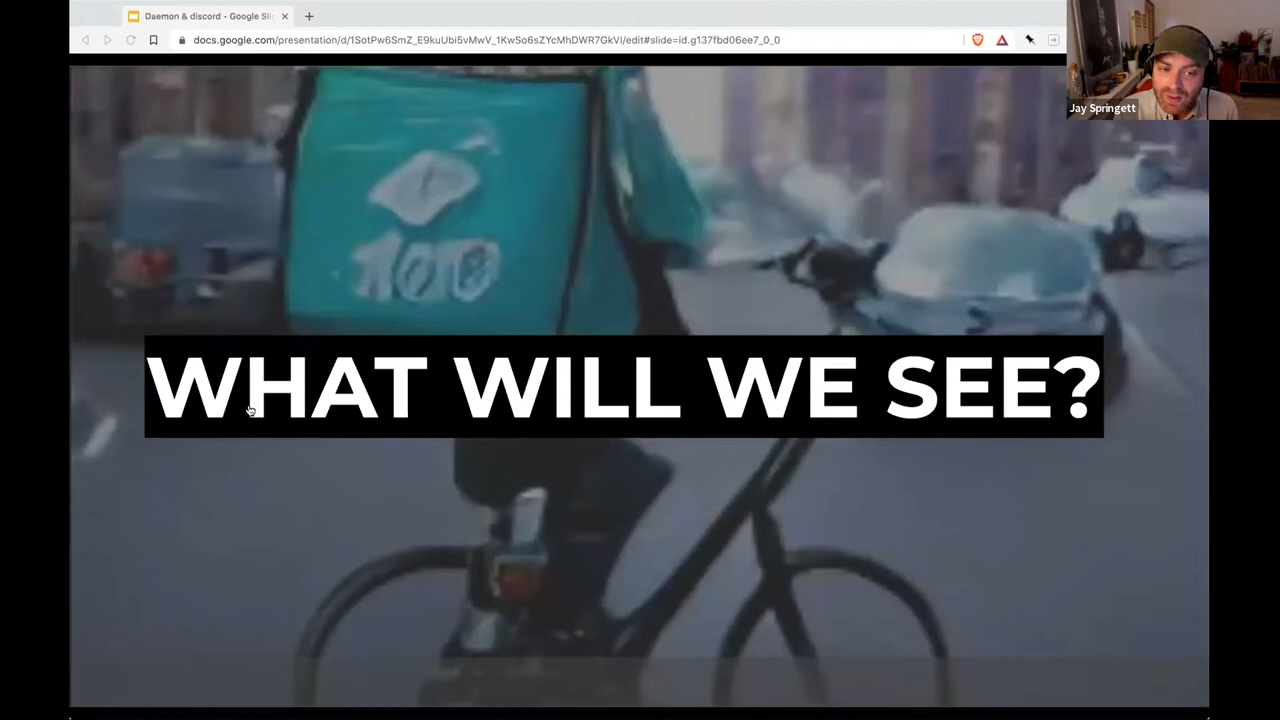 Daemon & discord - Google Sli
docs.google.com/presentation/d/1SotPw6SmZ_E9kuUbi5vMwV_1KwSo6sZYcMhDWR7GkVI/edit#slide=id.g137fbd06ee7_0_0
Jay Springett
WHAT WILL WE SEE?